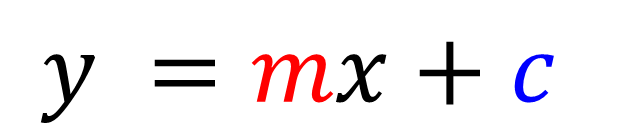 y = mx + c